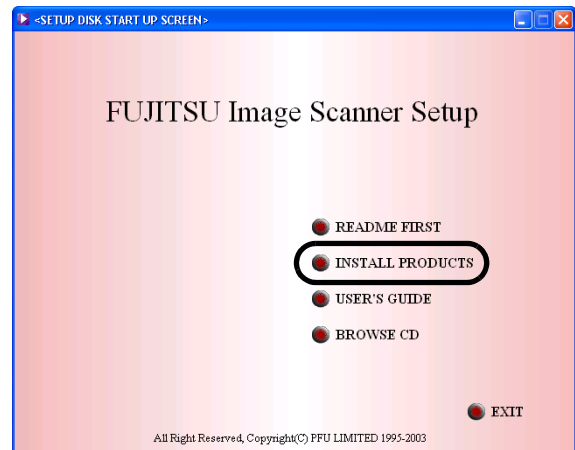 <SETUP DISK START UP SCREEN>
FUJITSU Image Scanner Setup
README FIRST
INSTALL PRODUCTS
USER'S GUIDE
BROWSE CD
EXIT
All Right Reserved, Copyright(C) PFU LIMITED 1995-2003